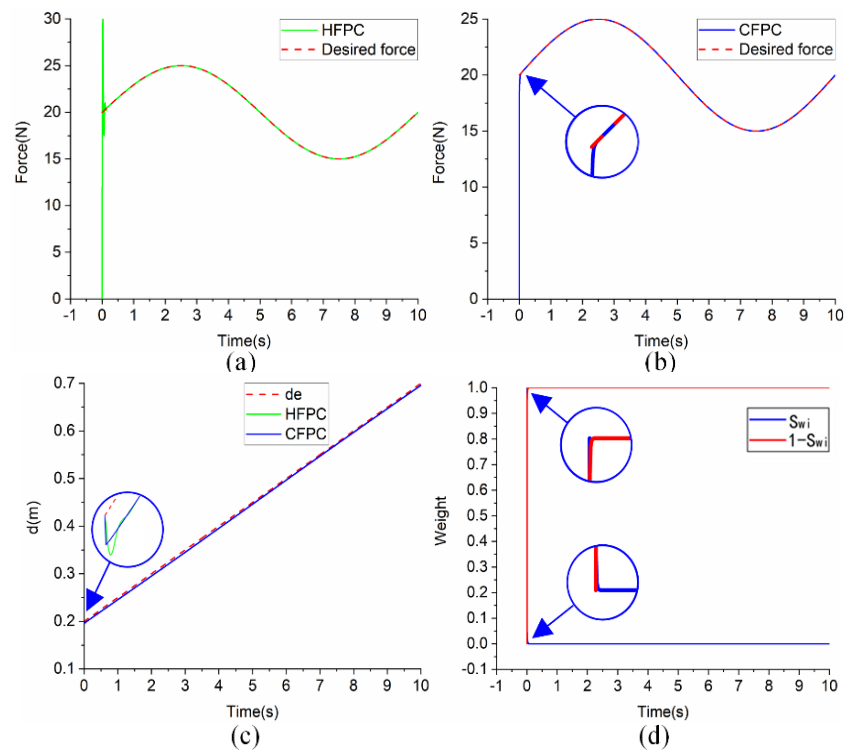 HFPC
Desired force
Force(N)
30
25
20
15
10
5
0
-1 0 1 2 3 4 5 6 7 8 9 10
Time(s)
(a)
CFPC
Desired force
Force(N)
25
20
15
10
5
0
-1 0 1 2 3 4 5 6 7 8 9 10
Time(s)
(b)
de
HFPC
CFPC
d(m)
0.7
0.6
0.5
0.4
0.3
0.2
0.1
0 1 2 3 4 5 6 7 8 9 10
Time(s)
(c)
Swi
1-Swi
Weight
1.0
0.9
0.8
0.7
0.6
0.5
0.4
0.3
0.2
0.1
0.0
-0.1
-1 0 1 2 3 4 5 6 7 8 9 10
Time(s)
(d)